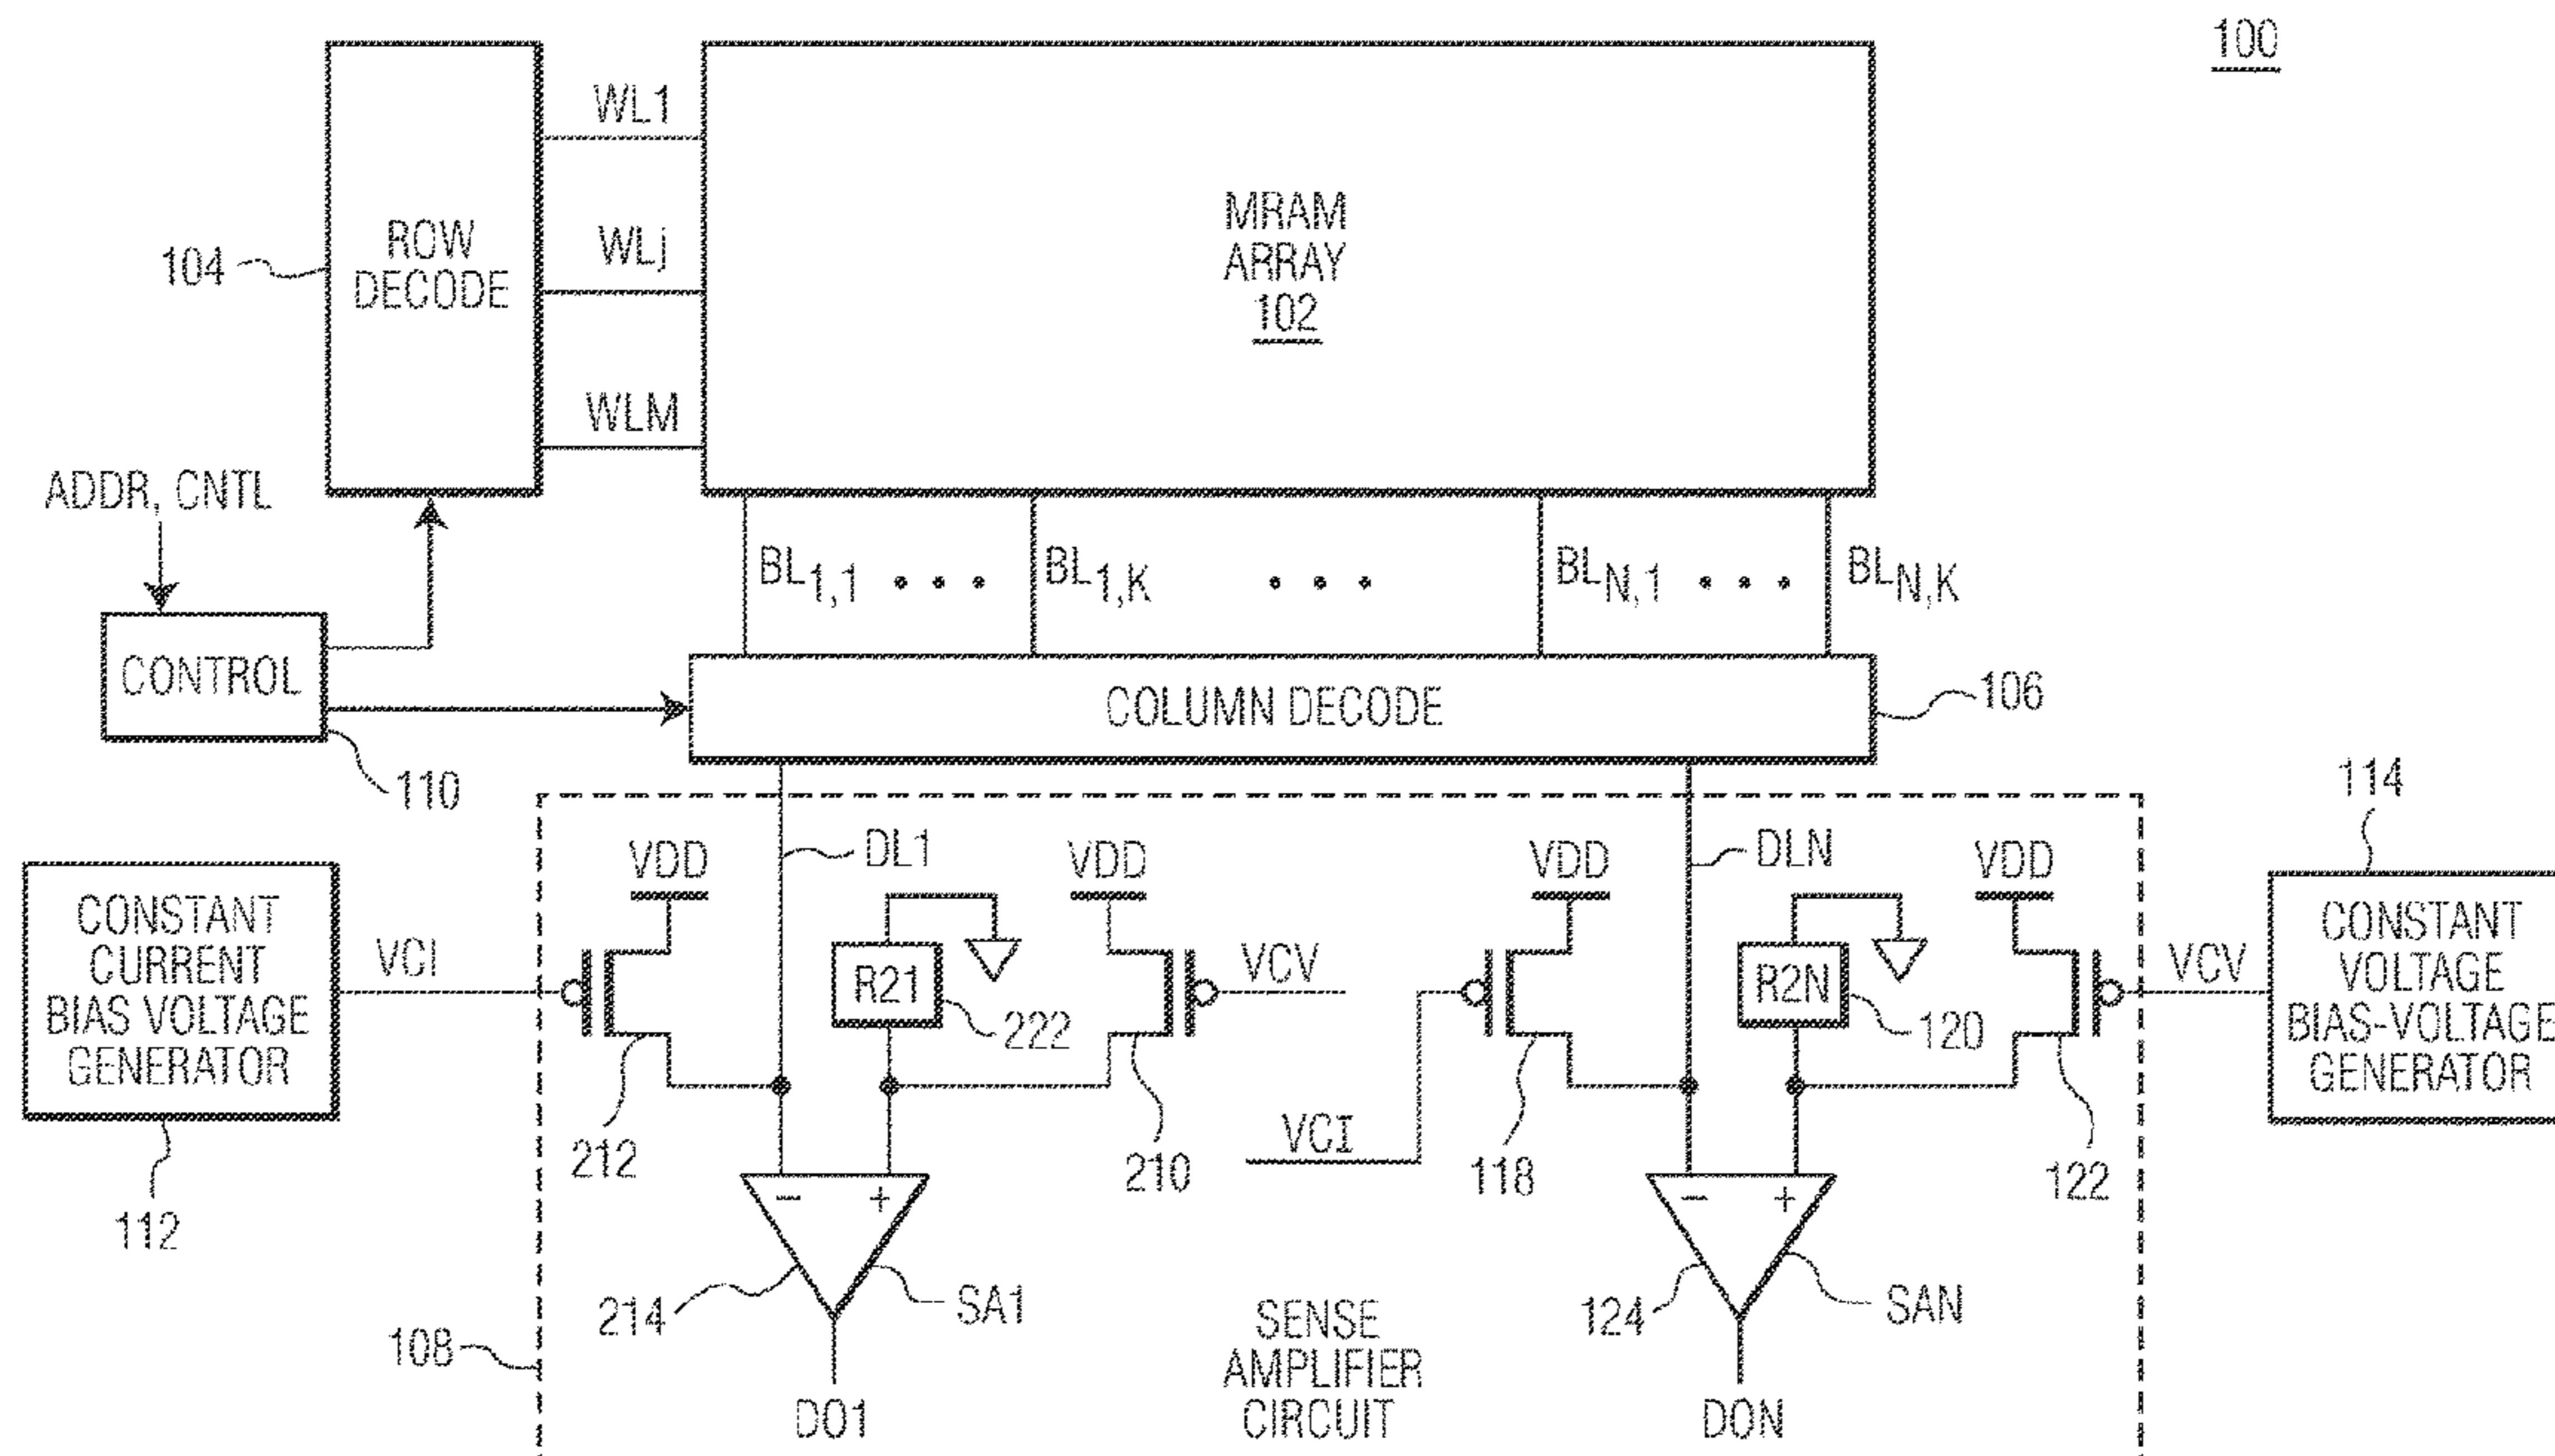 100
WL1
WLj
WLM
104
ROW
DECODE
MRAM
ARRAY
102
ADDR, CNTL
BL1,1 • • •
BL1,K
• • •
BLN,1 • • •
BLN,K
CONTROL
110
COLUMN DECODE
106
114
CONSTANT
CURRENT
BIAS VOLTAGE
GENERATOR
112
VCI
VDD
DL1
VDD
R21
222
VCV
212
210
VCI
VDD
DLN
VDD
R2N
120
118
122
VCV
CONSTANT
VOLTAGE
BIAS-VOLTAGE
GENERATOR
- +
214
SA1
DO1
108
SENSE
AMPLIFIER
CIRCUIT
- +
124
SAN
DON